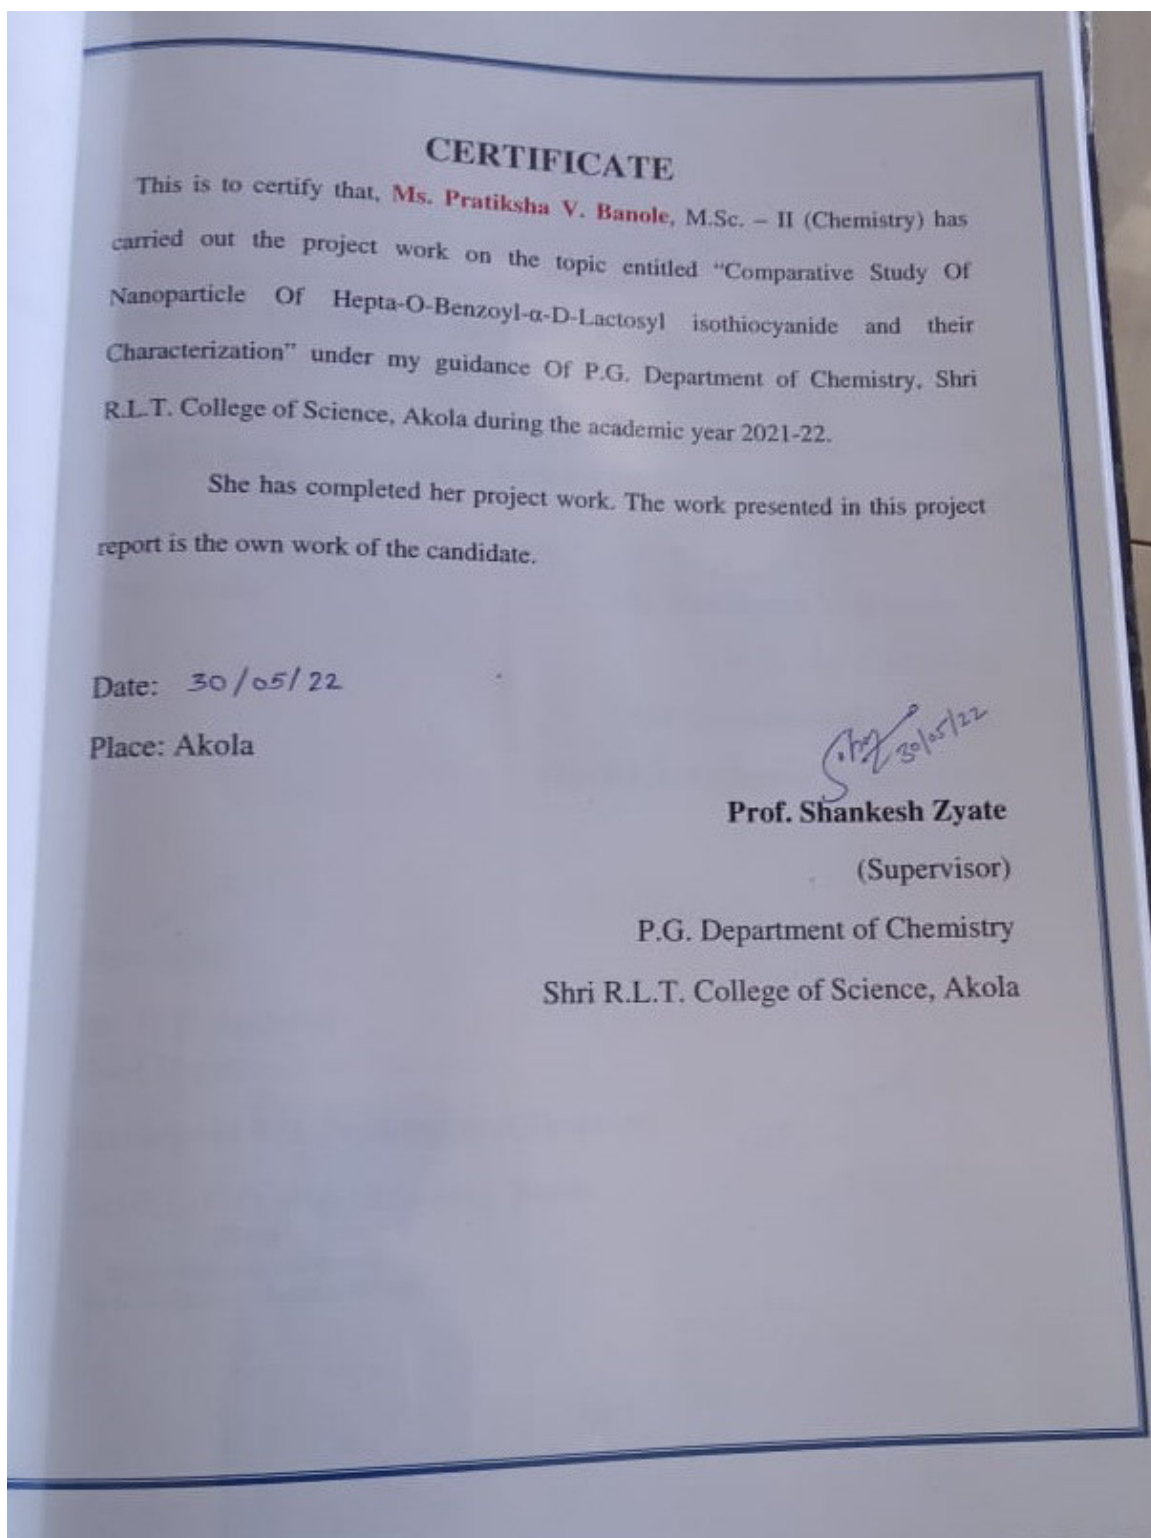 CERTIFICATE
This is to certify that, Ms. Pratiksha V. Banole, M.Sc. – II (Chemistry) has
carried out the project work on the topic entitled “Comparative Study Of
Nanoparticle Of Hepta-O-Benzoyl-α-D-Lactosyl isothiocyanide and their
Characterization” under my guidance Of P.G. Department of Chemistry, Shri
R.L.T. College of Science, Akola during the academic year 2021-22.
She has completed her project work. The work presented in this project
report is the own work of the candidate.
Date: 30/05/22
Place: Akola
30/05/22
Prof. Shankesh Zyate
(Supervisor)
P.G. Department of Chemistry
Shri R.L.T. College of Science, Akola